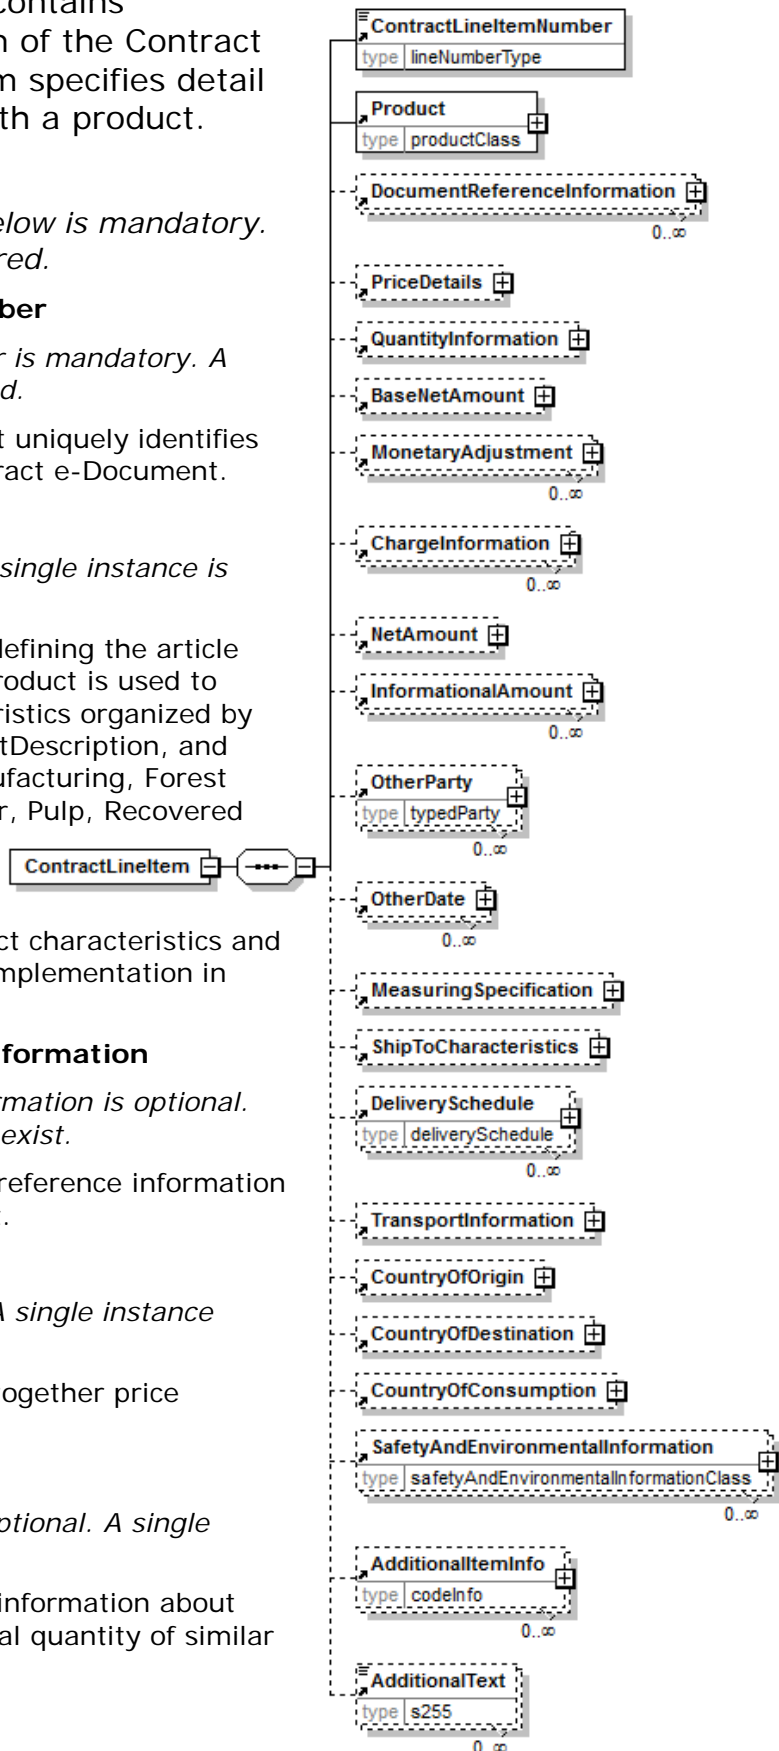 contains
n of the Contract
m specifies detail
th a product.
elow is mandatory.
red.
ber
r is mandatory. A
d.
t uniquely identifies
ract e-Document.
single instance is
defining the article
roduct is used to
ristics organized by
tDescription, and
ufacturing, Forest
r, Pulp, Recovered
ct characteristics and
mplementation in
nformation
rmation is optional.
exist.
reference information
.
A single instance
together price
ptional. A single
information about
al quantity of similar
ContractLineItem
ContractLineItemNumber
type lineNumberType
Product
type productClass
DocumentReferenceInformation
0..∞
PriceDetails
QuantityInformation
BaseNetAmount
MonetaryAdjustment
0..∞
ChargeInformation
0..∞
NetAmount
InformationalAmount
0..∞
OtherParty
type typedParty
0..∞
OtherDate
0..∞
MeasuringSpecification
ShipToCharacteristics
DeliverySchedule
type deliverySchedule
0..∞
TransportInformation
CountryOfOrigin
CountryOfDestination
CountryOfConsumption
SafetyAndEnvironmentalInformation
type safetyAndEnvironmentalInformationClass
0..∞
AdditionalItemInfo
type codeInfo
0..∞
AdditionalText
type s255
0..∞